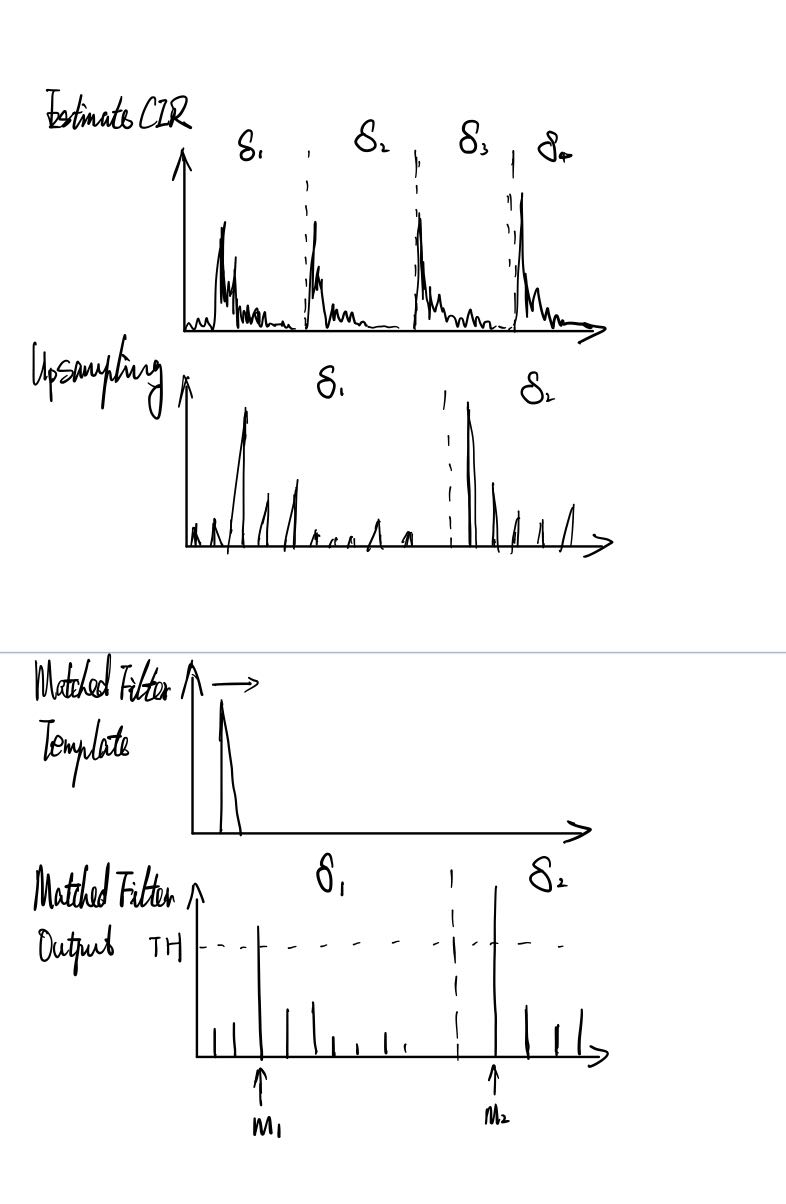 Estimate CIR
δ₁ δ₂ δ₃ δ₄
Upsampling
δ₁ δ₂
Matched Filter
Template
δ₁ δ₂
Matched Filter
Output TH
M₁ M₂